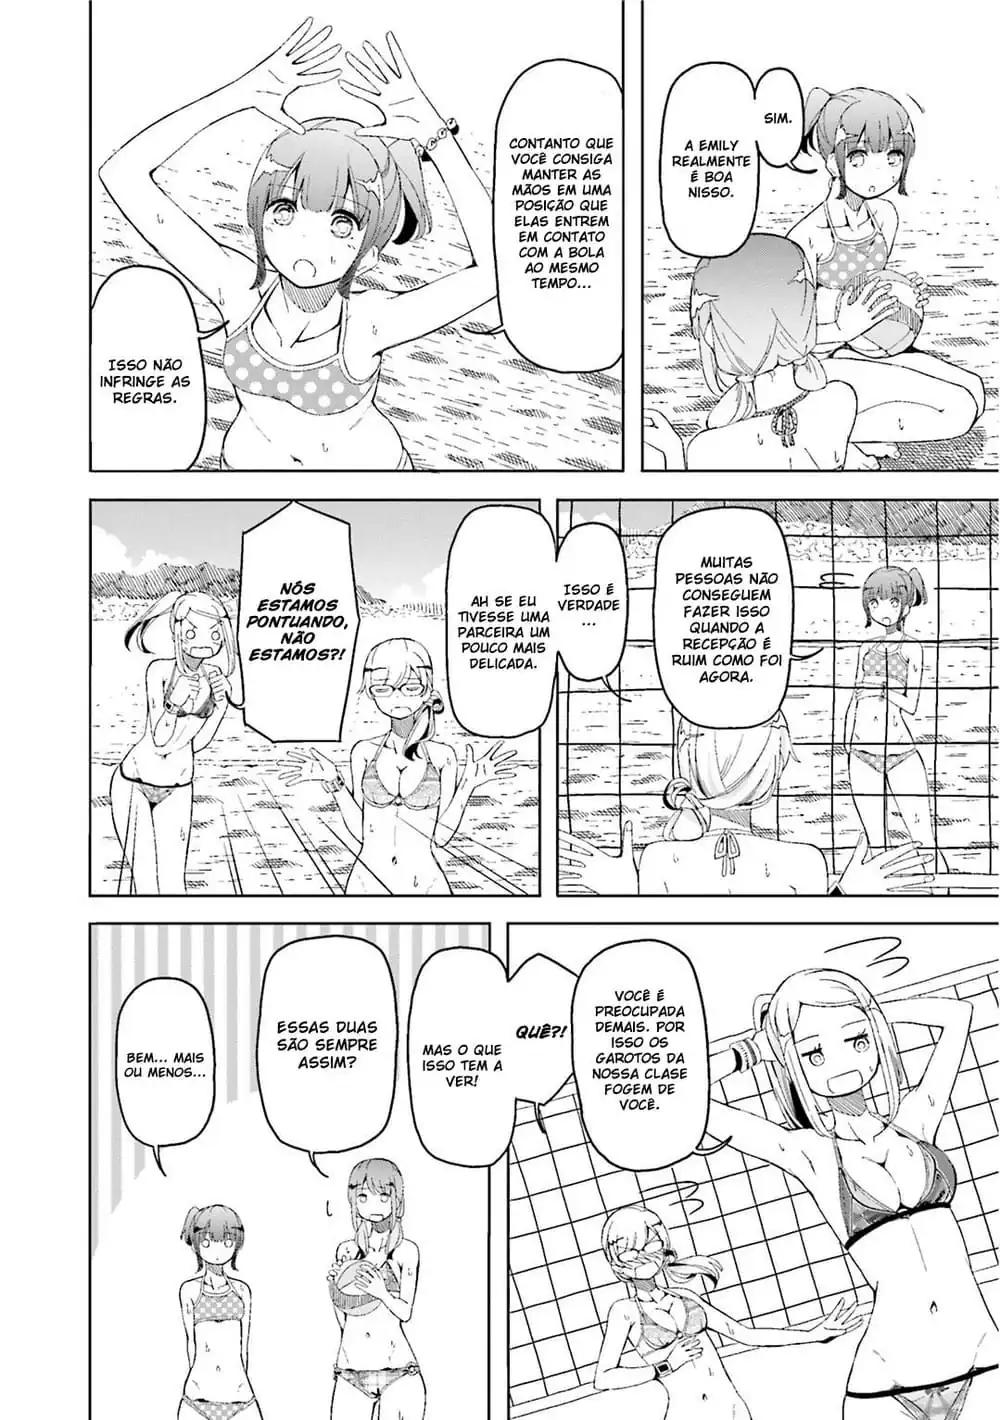 SIM.
A EMILY
REALMENTE
É BOA
NISSO.
CONTANTO QUE
VOCÊ CONSIGA
MANTER AS
MÃOS EM UMA
POSIÇÃO QUE
ELAS ENTREM
EM CONTATO
COM A BOLA
AO MESMO
TEMPO...
ISSO NÃO
INFRINGE AS
REGRAS.
MUITAS
PESSOAS NÃO
CONSEGUEM
FAZER ISSO
QUANDO A
RECEPÇÃO É
RUIM COMO FOI
AGORA.
ISSO É
VERDADE
...
AH SE EU
TIVESSE UMA
PARCEIRA UM
POUCO MAIS
DELICADA.
NÓS
ESTAMOS
PONTUANDO,
NÃO
ESTAMOS?!
VOCÊ É
PREOCUPADA
DEMAIS. POR
ISSO OS
GAROTOS DA
NOSSA CLASE
FOGEM DE
VOCÊ.
QUÊ?!
MAS O QUE
ISSO TEM A
VER!
ESSAS DUAS
SÃO SEMPRE
ASSIM?
BEM... MAIS
OU MENOS...